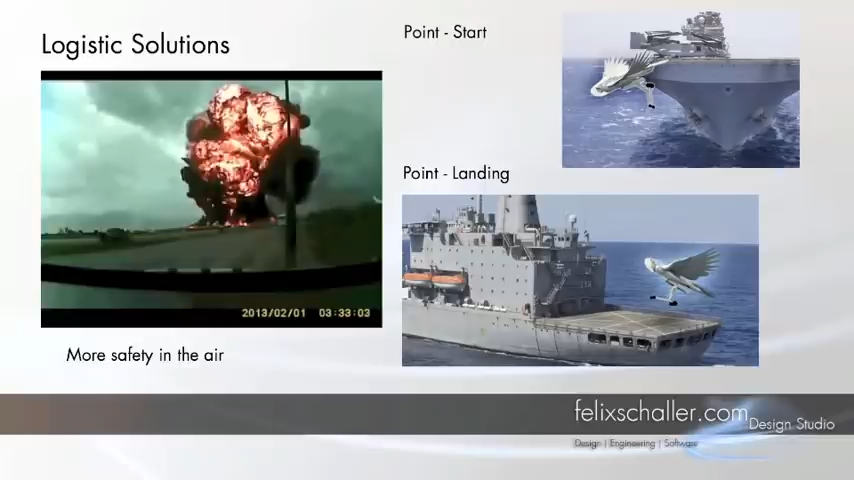 Logistic Solutions
Point - Start
Point - Landing
2013/02/01 03:33:03
More safety in the air
felixschaller.com
Design Studio
Design | Engineering | Software